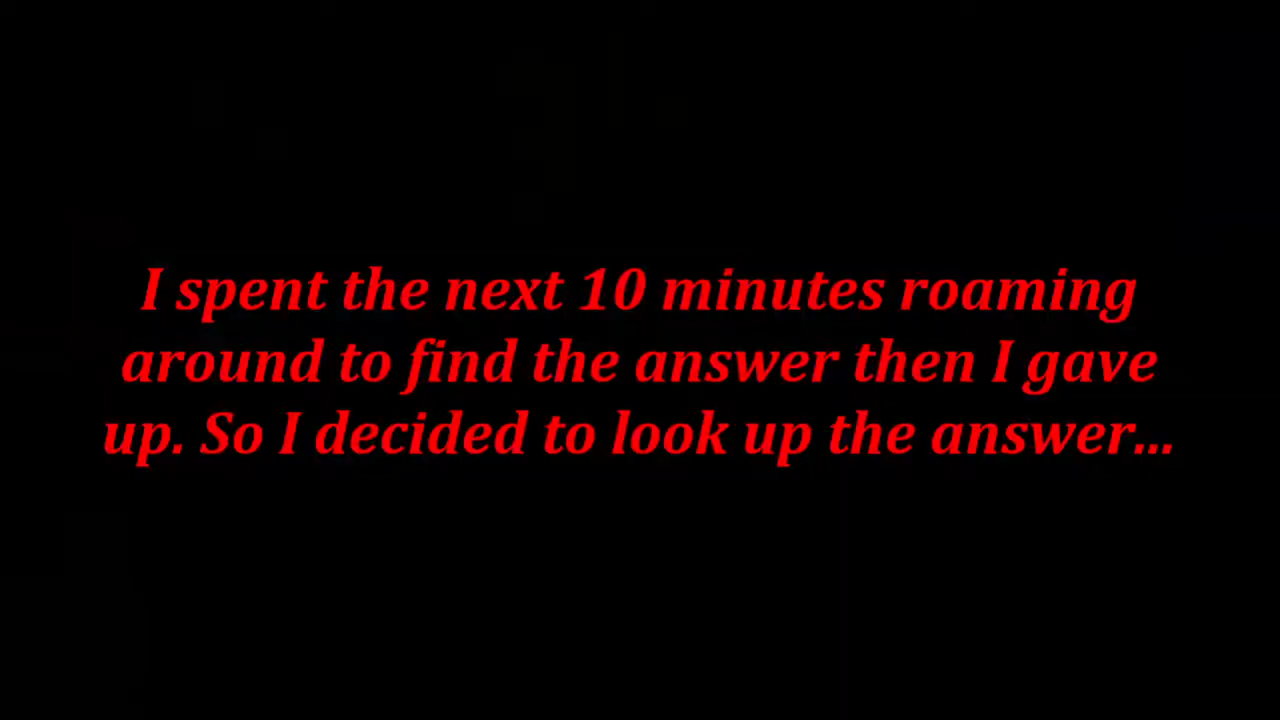 I spent the next 10 minutes roaming
around to find the answer then I gave
up. So I decided to look up the answer...